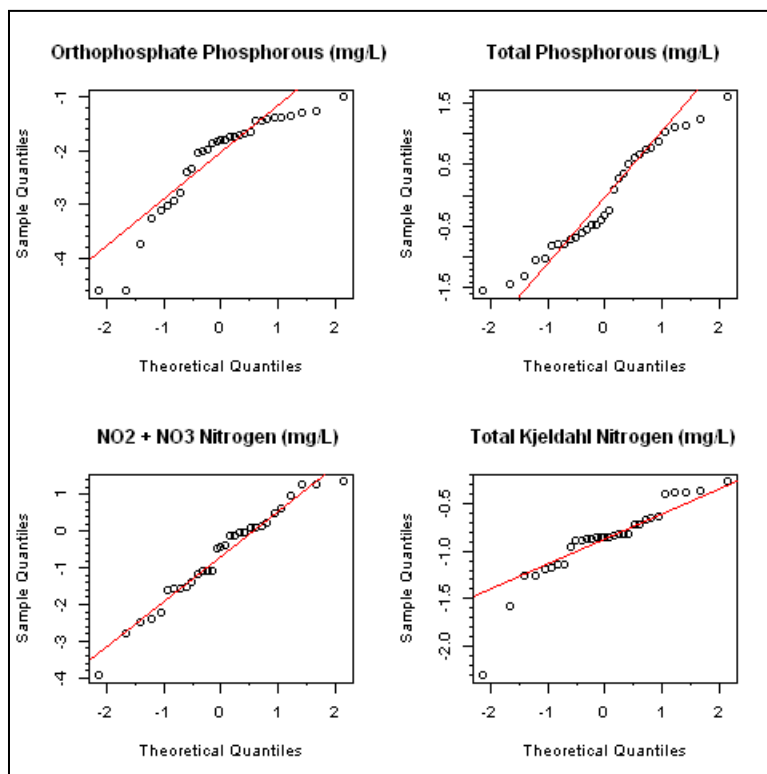 Orthophosphate Phosphorous (mg/L)
Sample Quantiles
-1
-2
-3
-4
-2 -1 0 1 2
Theoretical Quantiles
Total Phosphorous (mg/L)
Sample Quantiles
1.5
0.5
-0.5
-1.5
-2 -1 0 1 2
Theoretical Quantiles
NO2 + NO3 Nitrogen (mg/L)
Sample Quantiles
1
0
-1
-2
-3
-4
-2 -1 0 1 2
Theoretical Quantiles
Total Kjeldahl Nitrogen (mg/L)
Sample Quantiles
-0.5
-1.0
-1.5
-2.0
-2 -1 0 1 2
Theoretical Quantiles